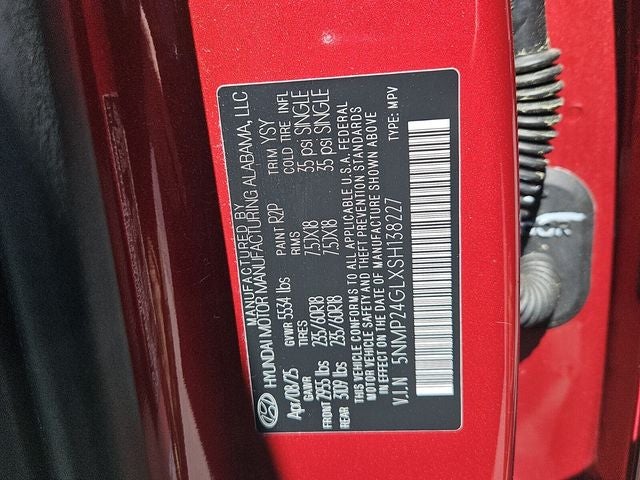 MANUFACTURED BY
HYUNDAI MOTOR MANUFACTURING ALABAMA, LLC
Apr/08/25 GVWR 5534 lbs PAINT R2P TRIM YSY
GAWR TIRES RIMS COLD TIRE INFL
FRONT 2955 lbs 235/60R18 7.5JX18 35 psi SINGLE
REAR 3109 lbs 235/60R18 7.5JX18 35 psi SINGLE
THIS VEHICLE CONFORMS TO ALL APPLICABLE U.S.A. FEDERAL
MOTOR VEHICLE SAFETY AND THEFT PREVENTION STANDARDS
IN EFFECT ON THE DATE OF MANUFACTURE SHOWN ABOVE
V.I.N 5NMP24GLXSH138227 TYPE: MPV